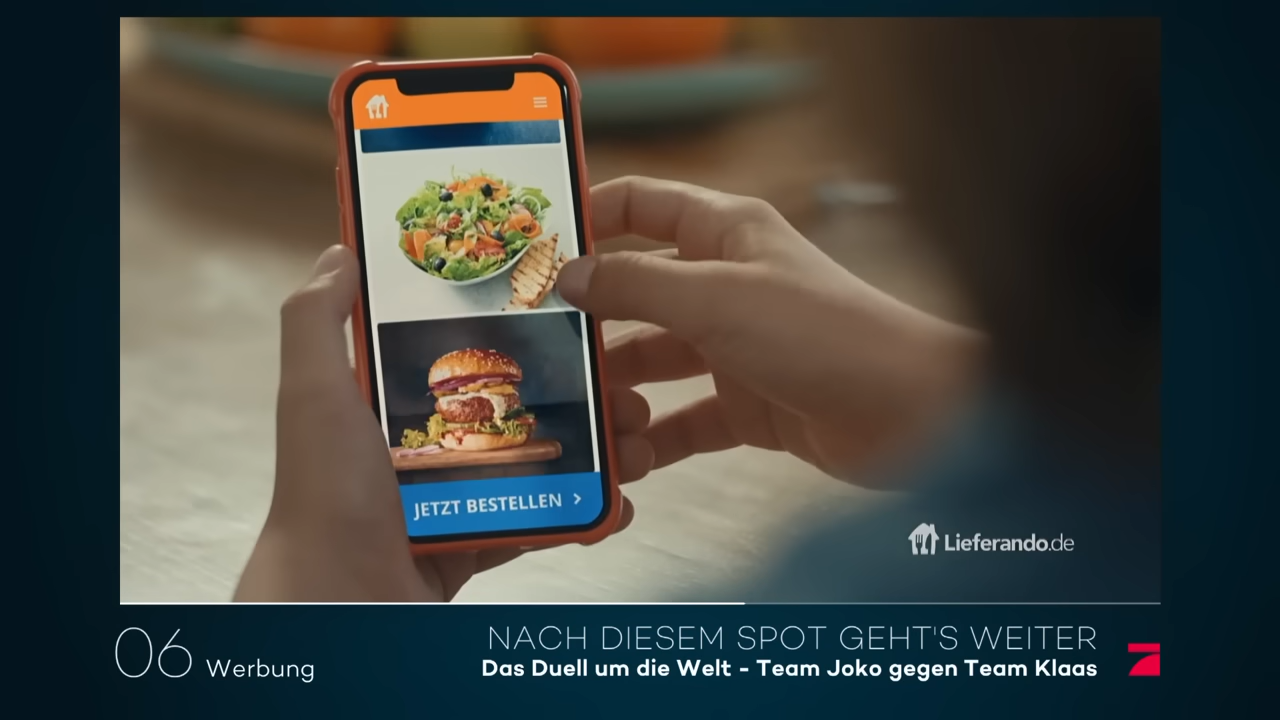 JETZT BESTELLEN >
Lieferando.de
06 Werbung
NACH DIESEM SPOT GEHT'S WEITER
Das Duell um die Welt - Team Joko gegen Team Klaas